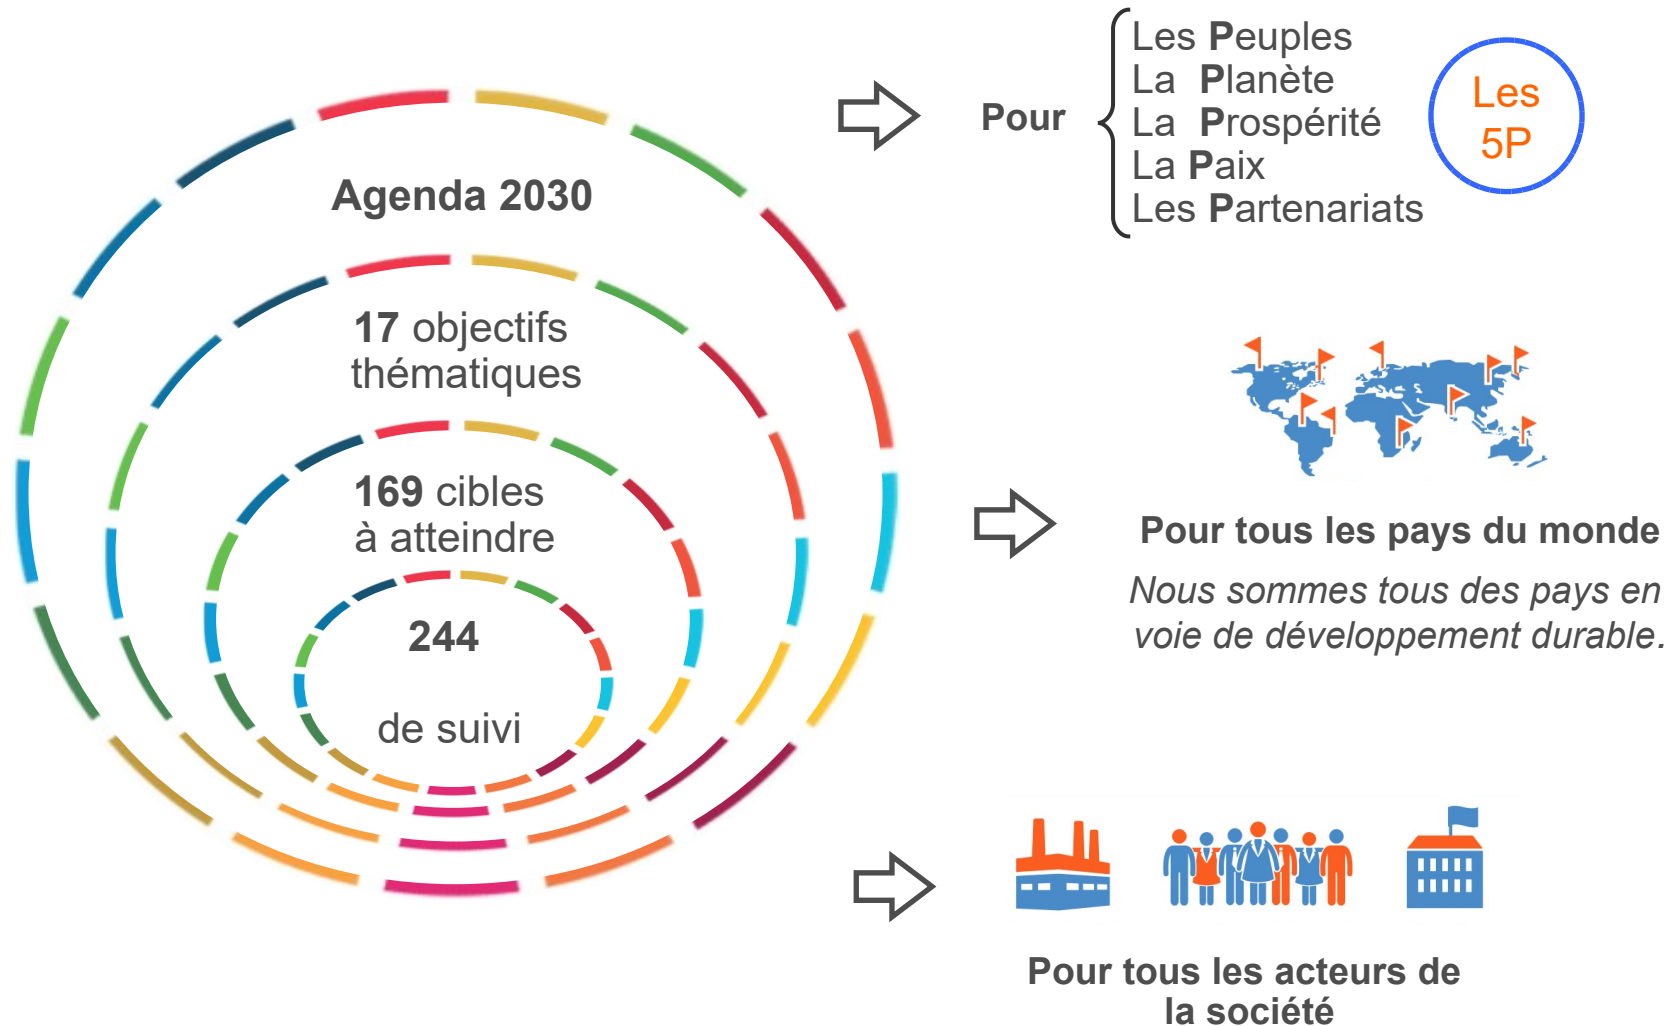 Agenda 2030
17 objectifs
thématiques
169 cibles
à atteindre
244
de suivi
Pour
Les Peuples
La Planète
La Prospérité
La Paix
Les Partenariats
Les
5P
Pour tous les pays du monde
Nous sommes tous des pays en
voie de développement durable.
Pour tous les acteurs de
la société